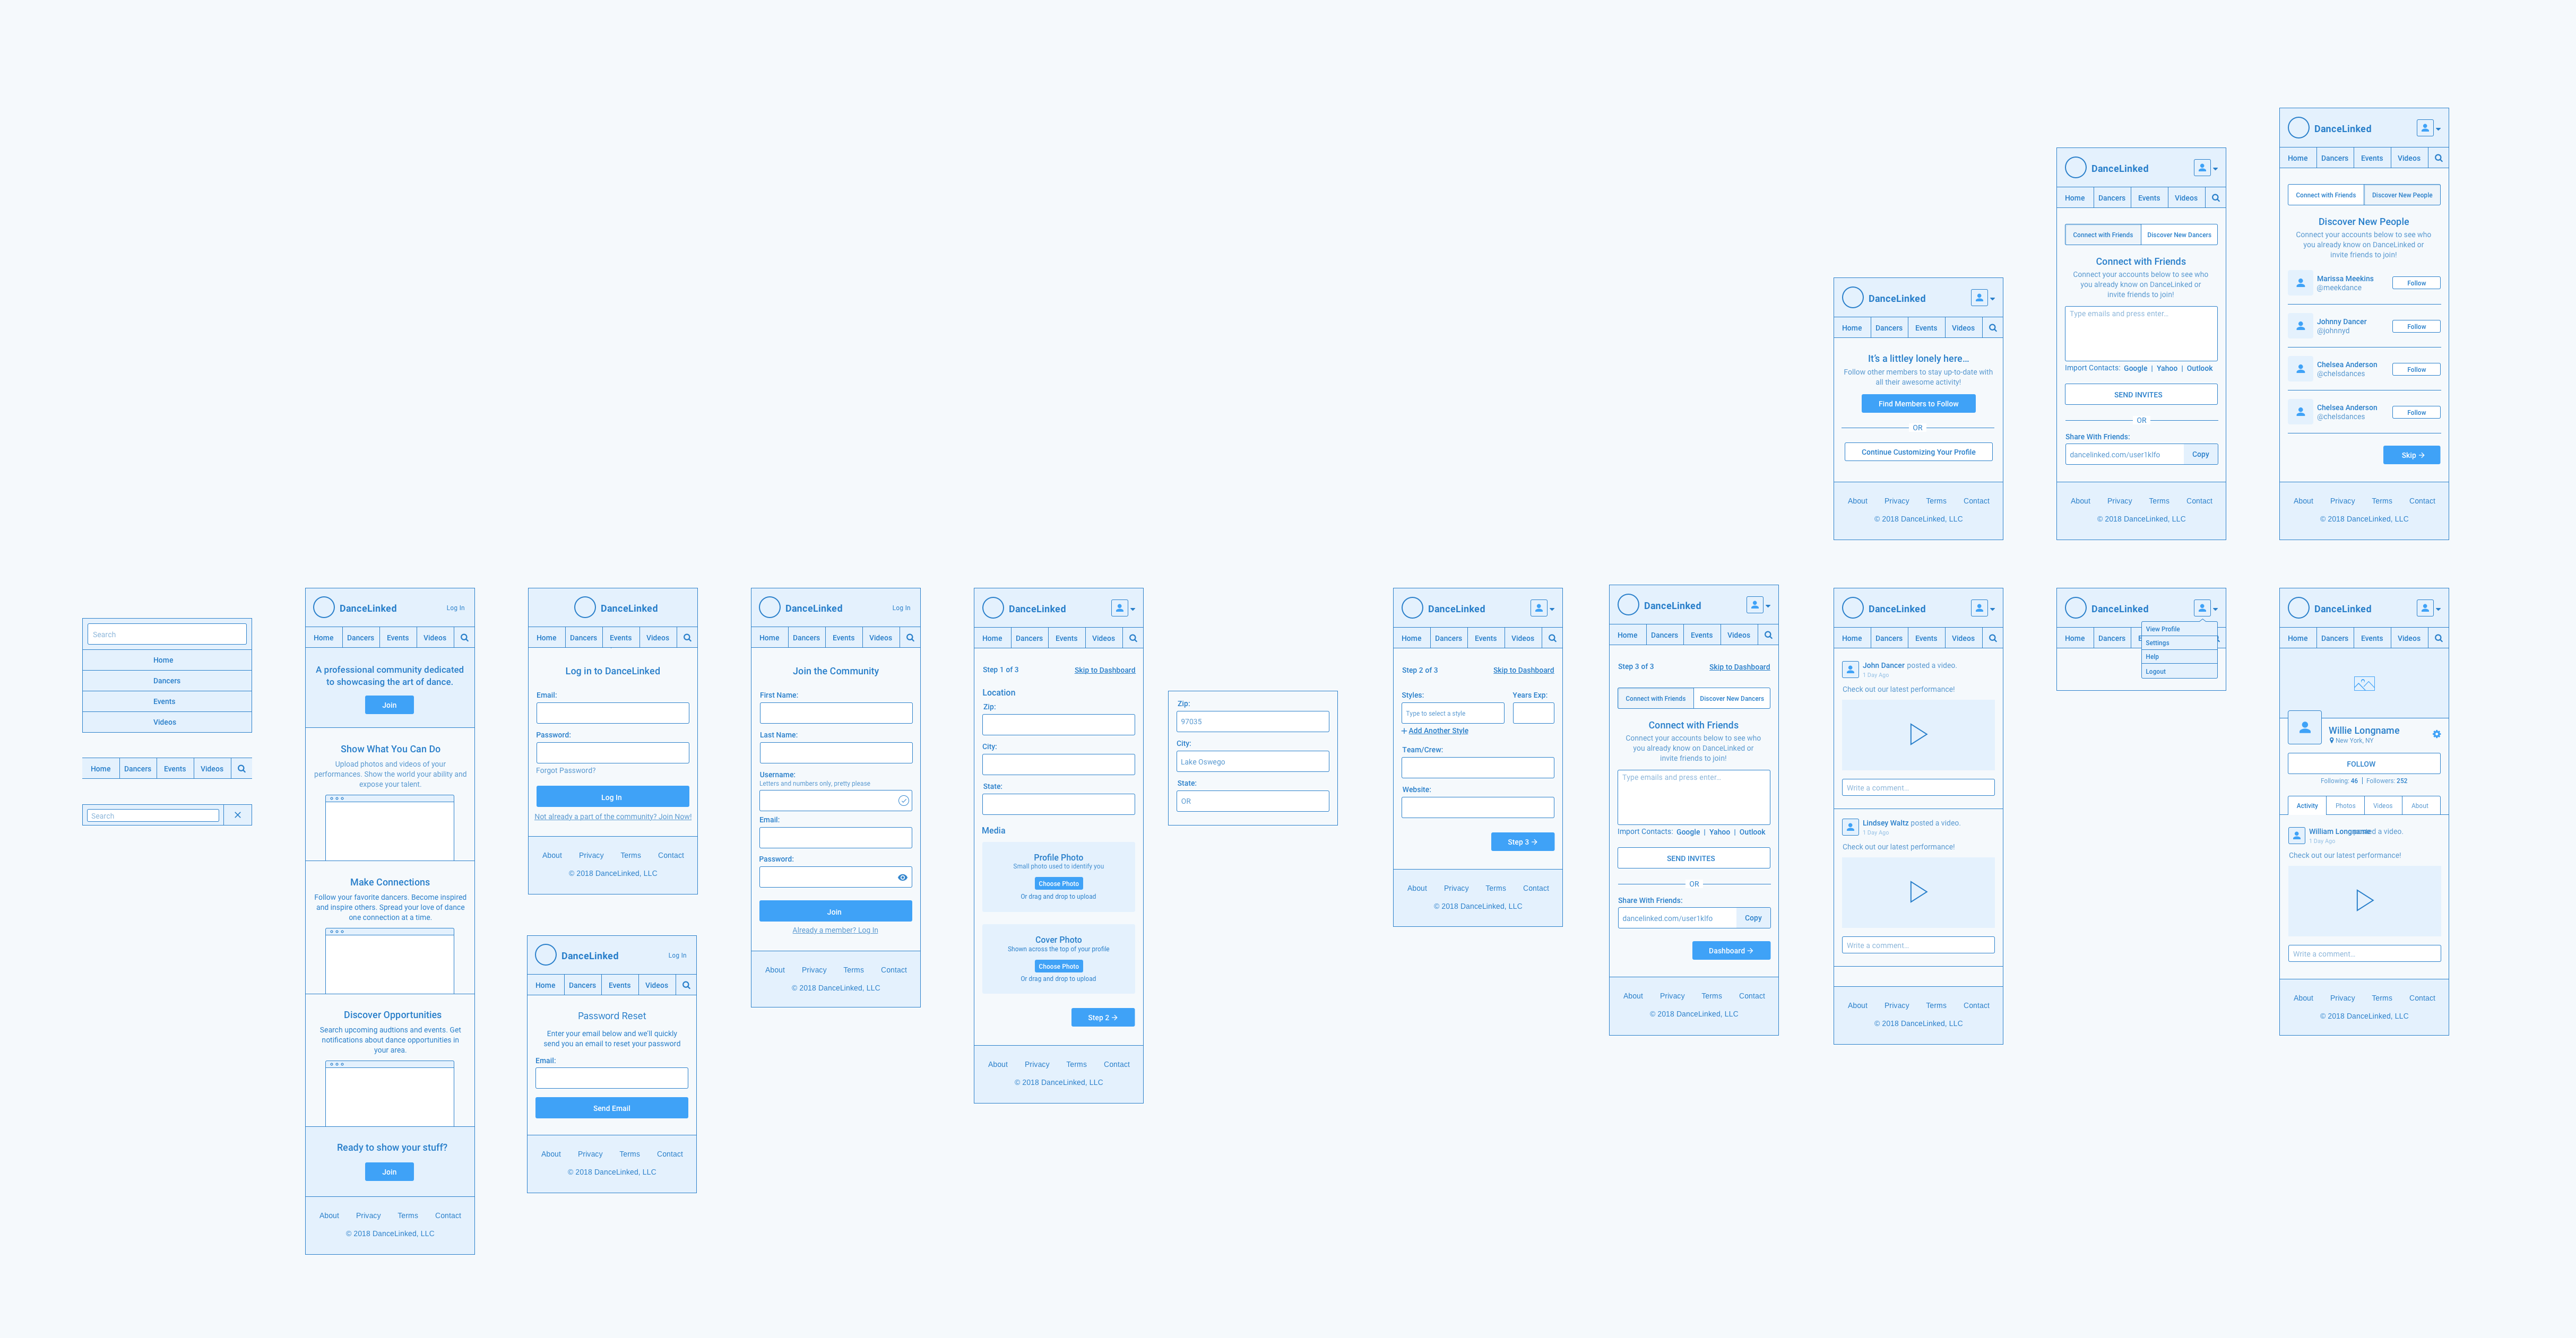 Search
Home
Dancers
Events
Videos
Home Dancers Events Videos
Search
DanceLinked Log In
Home Dancers Events Videos
A professional community dedicated
to showcasing the art of dance.
Join
Show What You Can Do
Upload photos and videos of your
performances. Show the world your ability and
expose your talent.
Make Connections
Follow your favorite dancers. Become inspired
and inspire others. Spread your love of dance
one connection at a time.
Discover Opportunities
Search upcoming audtions and events. Get
notifications about dance opportunities in
your area.
Ready to show your stuff?
Join
About Privacy Terms Contact
© 2018 DanceLinked, LLC
DanceLinked
Home Dancers Events Videos
Log in to DanceLinked
Email:
Password:
Forgot Password?
Log In
Not already a part of the community? Join Now!
About Privacy Terms Contact
© 2018 DanceLinked, LLC
DanceLinked Log In
Home Dancers Events Videos
Password Reset
Enter your email below and we'll quickly
send you an email to reset your password
Email:
Send Email
About Privacy Terms Contact
© 2018 DanceLinked, LLC
DanceLinked Log In
Home Dancers Events Videos
Join the Community
First Name:
Last Name:
Username:
Letters and numbers only, pretty please
Email:
Password:
Join
Already a member? Log In
About Privacy Terms Contact
© 2018 DanceLinked, LLC
DanceLinked
Home Dancers Events Videos
Step 1 of 3 Skip to Dashboard
Location
Zip:
City:
State:
Media
Profile Photo
Small photo used to identify you
Choose Photo
Or drag and drop to upload
Cover Photo
Shown across the top of your profile
Choose Photo
Or drag and drop to upload
Step 2 →
About Privacy Terms Contact
© 2018 DanceLinked, LLC
Zip:
97035
City:
Lake Oswego
State:
OR
DanceLinked
Home Dancers Events Videos
Step 2 of 3 Skip to Dashboard
Styles: Years Exp:
Type to select a style
+ Add Another Style
Team/Crew:
Website:
Step 3 →
About Privacy Terms Contact
© 2018 DanceLinked, LLC
DanceLinked
Home Dancers Events Videos
Step 3 of 3 Skip to Dashboard
Connect with Friends Discover New Dancers
Connect with Friends
Connect your accounts below to see who
you already know on DanceLinked or
invite friends to join!
Type emails and press enter...
Import Contacts: Google | Yahoo | Outlook
SEND INVITES
OR
Share With Friends:
dancelinked.com/user1klfo Copy
Dashboard →
About Privacy Terms Contact
© 2018 DanceLinked, LLC
DanceLinked
Home Dancers Events Videos
It's a littley lonely here...
Follow other members to stay up-to-date with
all their awesome activity!
Find Members to Follow
OR
Continue Customizing Your Profile
About Privacy Terms Contact
© 2018 DanceLinked, LLC
DanceLinked
Home Dancers Events Videos
John Dancer posted a video.
1 Day Ago
Check out our latest performance!
Write a comment...
Lindsey Waltz posted a video.
1 Day Ago
Check out our latest performance!
Write a comment...
About Privacy Terms Contact
© 2018 DanceLinked, LLC
DanceLinked
Home Dancers Events Videos
Connect with Friends Discover New Dancers
Connect with Friends
Connect your accounts below to see who
you already know on DanceLinked or
invite friends to join!
Type emails and press enter...
Import Contacts: Google | Yahoo | Outlook
SEND INVITES
OR
Share With Friends:
dancelinked.com/user1klfo Copy
About Privacy Terms Contact
© 2018 DanceLinked, LLC
DanceLinked
Home Dancers E
View Profile
Settings
Help
Logout
DanceLinked
Home Dancers Events Videos
Connect with Friends Discover New People
Discover New People
Connect your accounts below to see who
you already know on DanceLinked or
invite friends to join!
Marissa Meekins
@meekdance
Follow
Johnny Dancer
@johnnyd
Follow
Chelsea Anderson
@chelsdances
Follow
Chelsea Anderson
@chelsdances
Follow
Skip →
About Privacy Terms Contact
© 2018 DanceLinked, LLC
DanceLinked
Home Dancers Events Videos
Willie Longname
New York, NY
FOLLOW
Following: 46 | Followers: 252
Activity Photos Videos About
William Longname posted a video.
1 Day Ago
Check out our latest performance!
Write a comment...
About Privacy Terms Contact
© 2018 DanceLinked, LLC